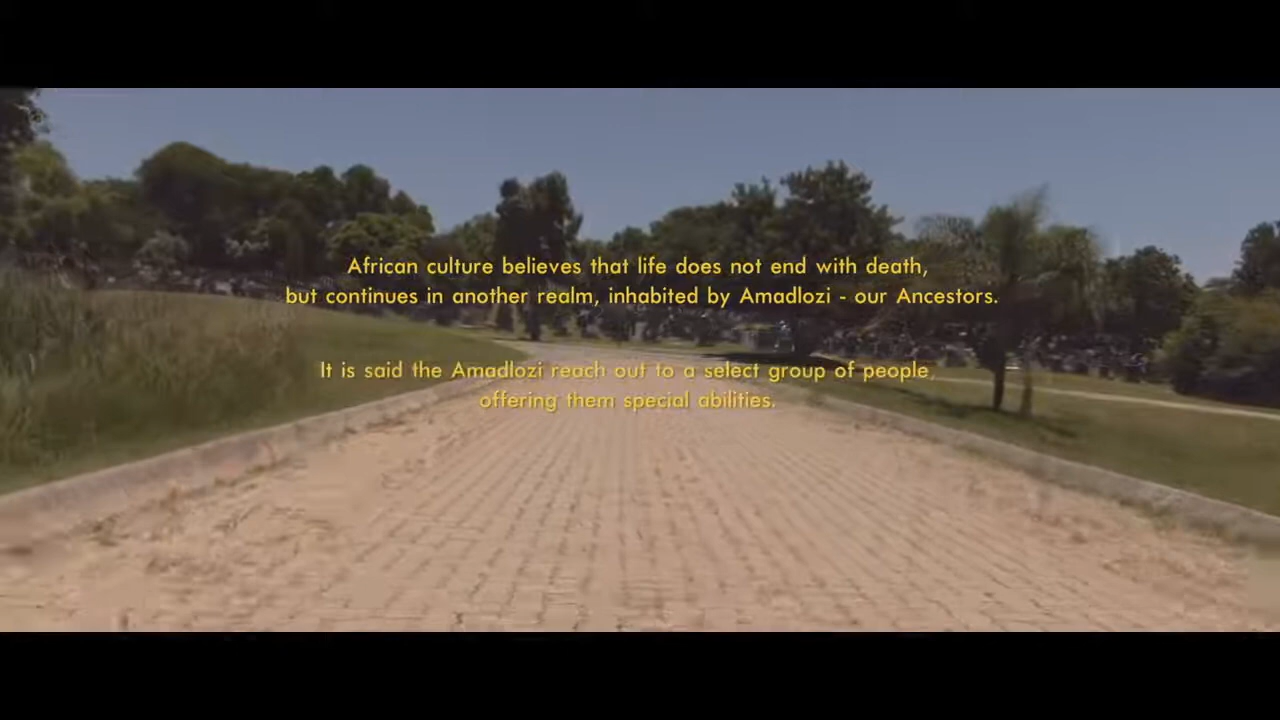 African culture believes that life does not end with death,
but continues in another realm, inhabited by Amadlozi - our Ancestors.
It is said the Amadlozi reach out to a select group of people,
offering them special abilities.